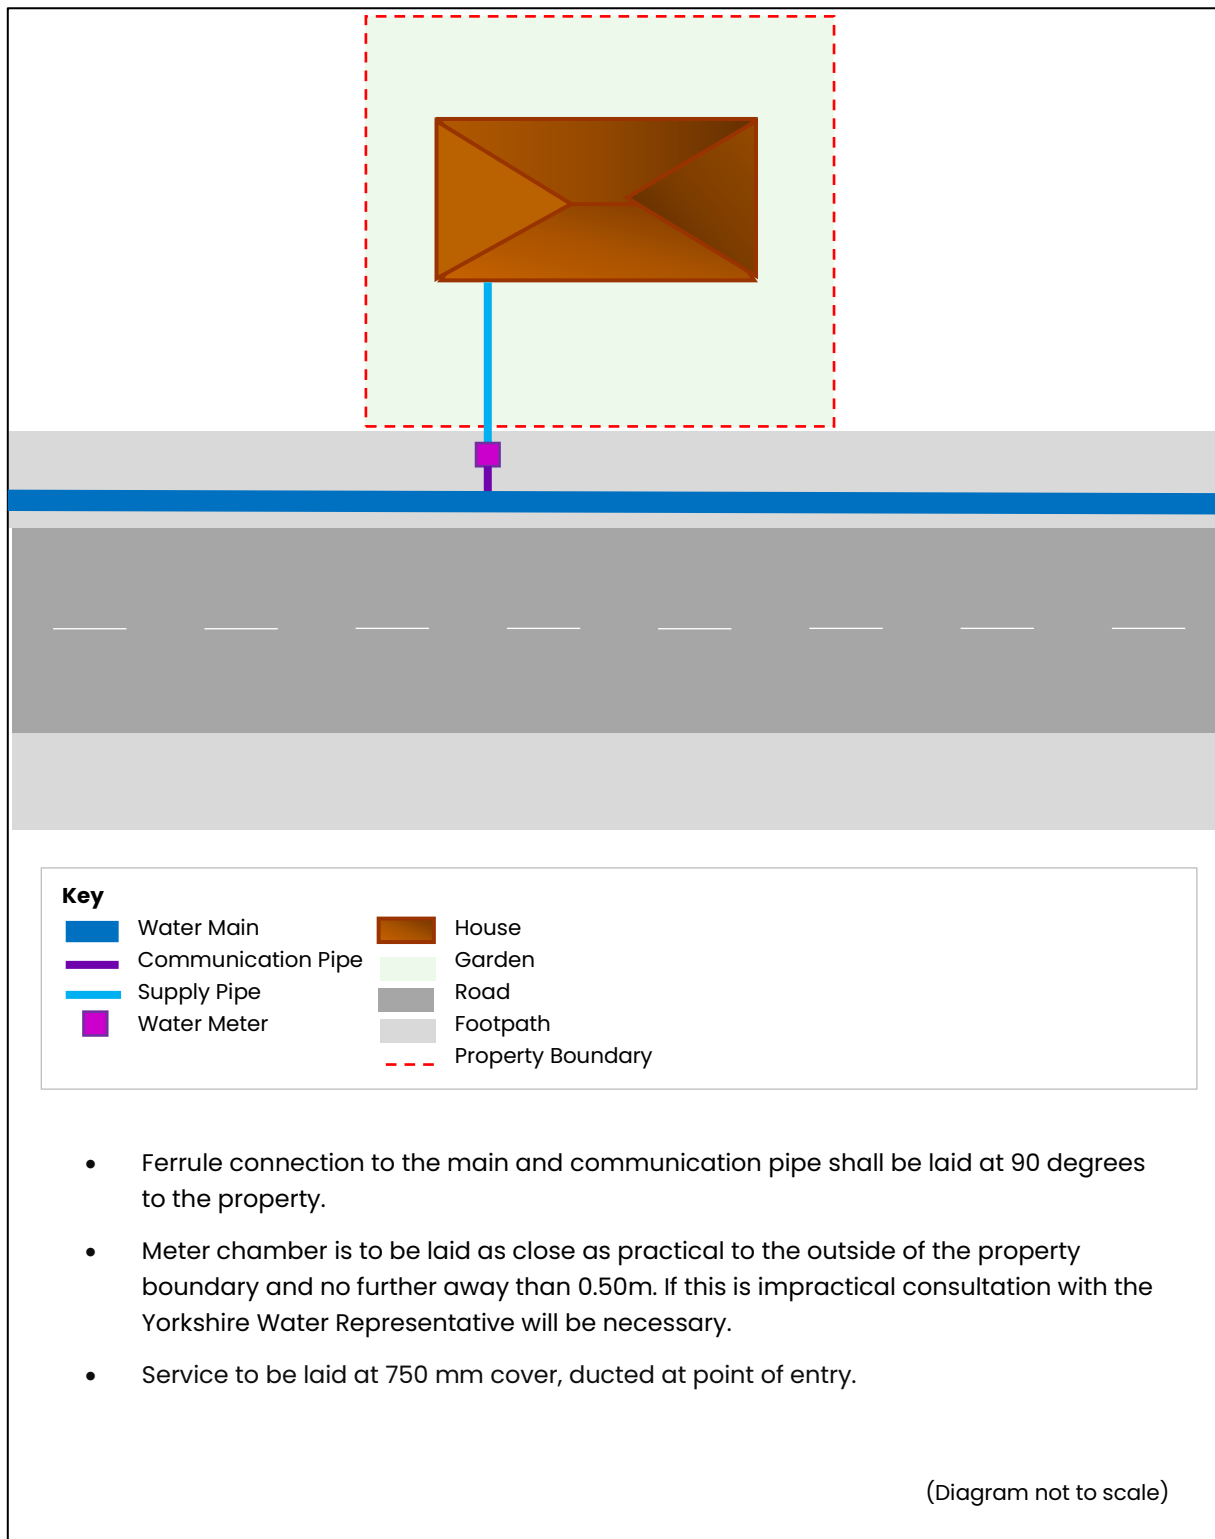 Key
Water Main
Communication Pipe
Supply Pipe
Water Meter
House
Garden
Road
Footpath
Property Boundary
• Ferrule connection to the main and communication pipe shall be laid at 90 degrees
to the property.
• Meter chamber is to be laid as close as practical to the outside of the property
boundary and no further away than 0.50m. If this is impractical consultation with the
Yorkshire Water Representative will be necessary.
• Service to be laid at 750 mm cover, ducted at point of entry.
(Diagram not to scale)